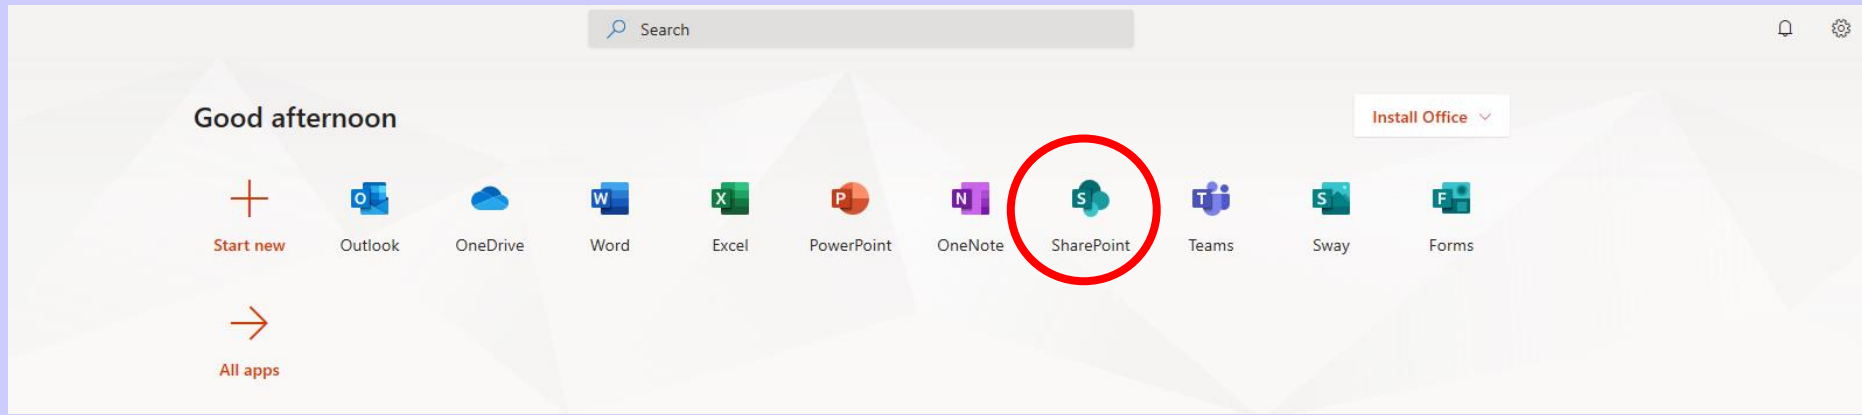 Search
Good afternoon
Install Office
Start new
Outlook
OneDrive
Word
Excel
PowerPoint
OneNote
SharePoint
Teams
Sway
Forms
All apps